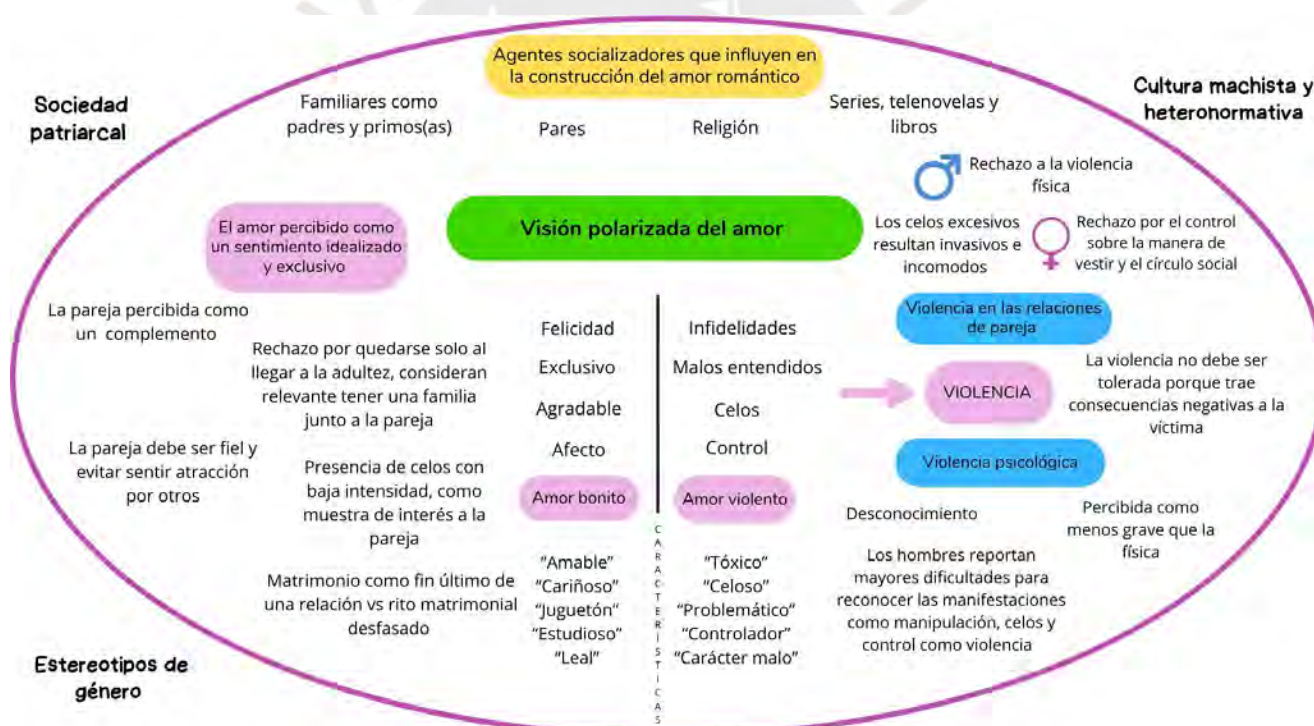 Agentes socializadores que influyen en
la construcción del amor romántico
Sociedad
patriarcal
Cultura machista y
heteronormativa
Familiares como
padres y primos(as)
Pares
Religión
Series, telenovelas y
libros
Rechazo a la violencia
física
Los celos excesivos
resultan invasivos e
incomodos
Rechazo por el control
sobre la manera de
vestir y el círculo social
El amor percibido como
un sentimiento idealizado
y exclusivo
Visión polarizada del amor
La pareja percibida como
un complemento
Rechazo por quedarse solo al
llegar a la adultez, consideran
relevante tener una familia
junto a la pareja
La pareja debe ser fiel y
evitar sentir atracción
por otros
Presencia de celos con
baja intensidad, como
muestra de interés a la
pareja
Matrimonio como fin último de
una relación vs rito matrimonial
desfasado
Felicidad
Exclusivo
Agradable
Afecto
Amor bonito
"Amable"
"Cariñoso"
"Juguetón"
"Estudioso"
"Leal"
CARACTERISTICAS
Infidelidades
Malos entendidos
Celos
Control
Amor violento
"Tóxico"
"Celoso"
"Problemático"
"Controlador"
"Carácter malo"
Violencia en las relaciones
de pareja
VIOLENCIA
La violencia no debe ser
tolerada porque trae
consecuencias negativas a la
víctima
Violencia psicológica
Desconocimiento
Percibida como
menos grave que la
física
Los hombres reportan
mayores dificultades para
reconocer las manifestaciones
como manipulación, celos y
control como violencia
Estereotipos de
género